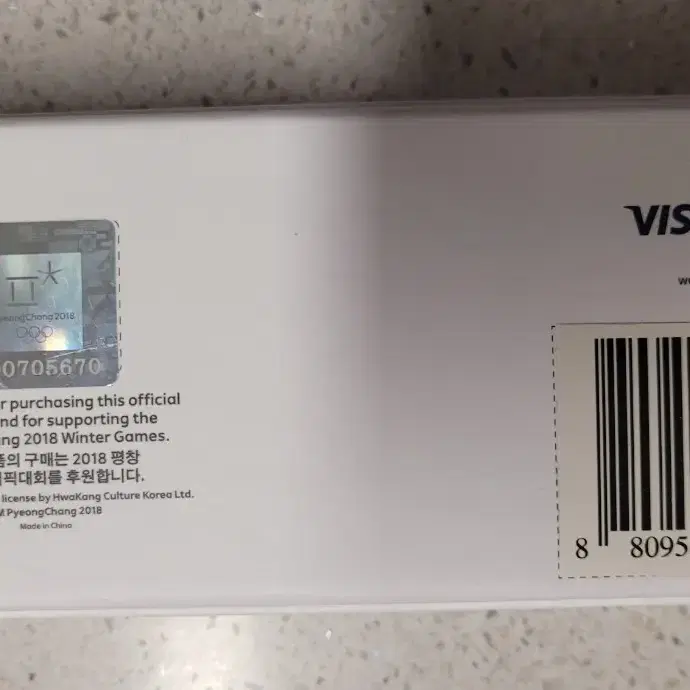 PyeongChang 2018
00705670
r purchasing this official
nd for supporting the
ng 2018 Winter Games.
품의 구매는 2018 평창
픽대회를 후원합니다.
license by HwaKang Culture Korea Ltd.
M PyeongChang 2018
Made in China
VIS
8 8095